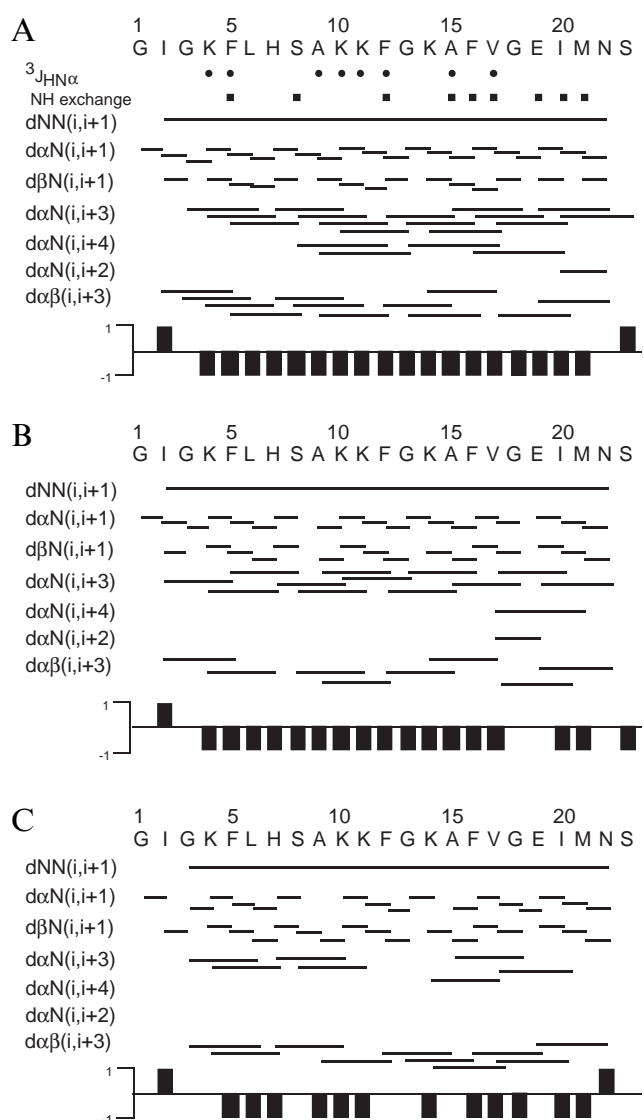 A
1 5 10 15 20
G I G K F L H S A K K F G K A F V G E I M N S
³J HNα
NH exchange
dNN(i,i+1)
dαN(i,i+1)
dβN(i,i+1)
dαN(i,i+3)
dαN(i,i+4)
dαN(i,i+2)
dαβ(i,i+3)
1
-1
B
1 5 10 15 20
G I G K F L H S A K K F G K A F V G E I M N S
dNN(i,i+1)
dαN(i,i+1)
dβN(i,i+1)
dαN(i,i+3)
dαN(i,i+4)
dαN(i,i+2)
dαβ(i,i+3)
1
-1
C
1 5 10 15 20
G I G K F L H S A K K F G K A F V G E I M N S
dNN(i,i+1)
dαN(i,i+1)
dβN(i,i+1)
dαN(i,i+3)
dαN(i,i+4)
dαN(i,i+2)
dαβ(i,i+3)
1
-1